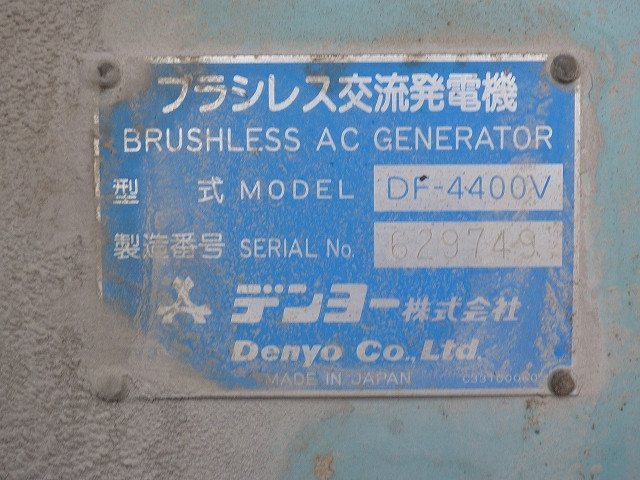 ブラシレス交流発電機
BRUSHLESS AC GENERATOR
型 式 MODEL DF-4400V
製造番号 SERIAL No. 629749
デンヨー株式会社
Denyo Co., Ltd.
MADE IN JAPAN